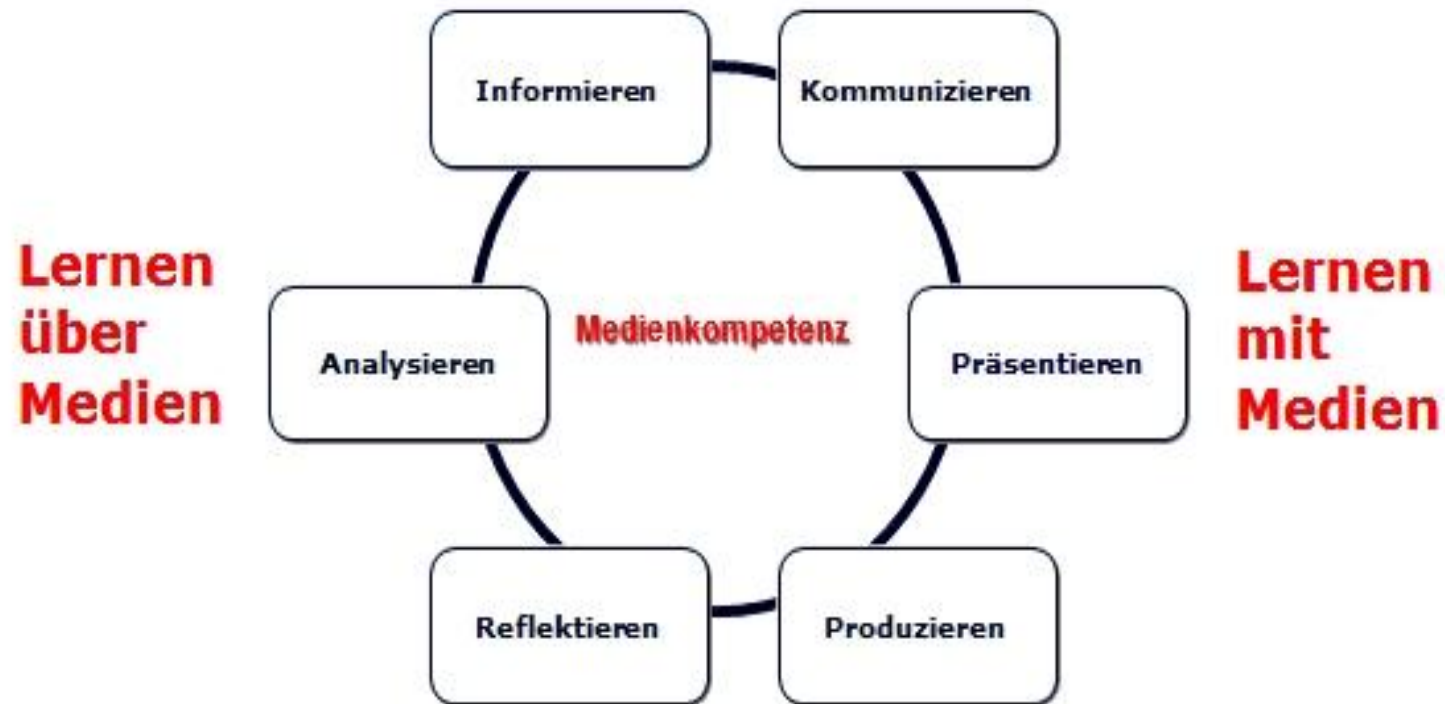 Informieren
Kommunizieren
Lernen
über
Medien
Analysieren
Medienkompetenz
Präsentieren
Lernen
mit
Medien
Reflektieren
Produzieren